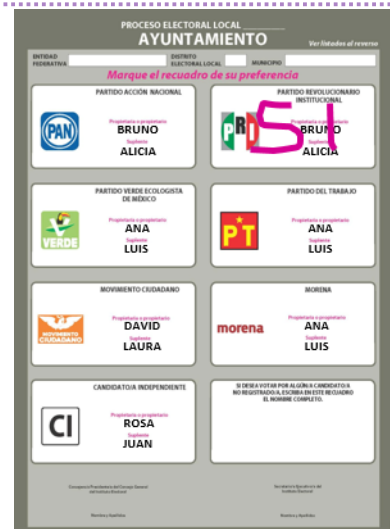 PROCESO ELECTORAL LOCAL
AYUNTAMIENTO
Ver listados al reverso
ENTIDAD FEDERATIVA
DISTRITO ELECTORAL LOCAL
MUNICIPIO
Marque el recuadro de su preferencia
PARTIDO ACCIÓN NACIONAL
PAN
Propietaria o propietario
BRUNO
Suplente
ALICIA
PARTIDO REVOLUCIONARIO
INSTITUCIONAL
PRI
SI
Propietaria o propietario
BRUNO
Suplente
ALICIA
PARTIDO VERDE ECOLOGISTA
DE MÉXICO
VERDE
Propietaria o propietario
ANA
Suplente
LUIS
PARTIDO DEL TRABAJO
PT
Propietaria o propietario
ANA
Suplente
LUIS
MOVIMIENTO CIUDADANO
MOVIMIENTO
CIUDADANO
Propietaria o propietario
DAVID
Suplente
LAURA
MORENA
morena
Propietaria o propietario
ANA
Suplente
LUIS
CANDIDATO/A INDEPENDIENTE
CI
Propietaria o propietario
ROSA
Suplente
JUAN
SI DESEA VOTAR POR ALGÚN/A CANDIDATO/A
NO REGISTRADO/A, ESCRIBA EN ESTE RECUADRO
EL NOMBRE COMPLETO.
Nombre y Apellidos
Nombre y Apellidos